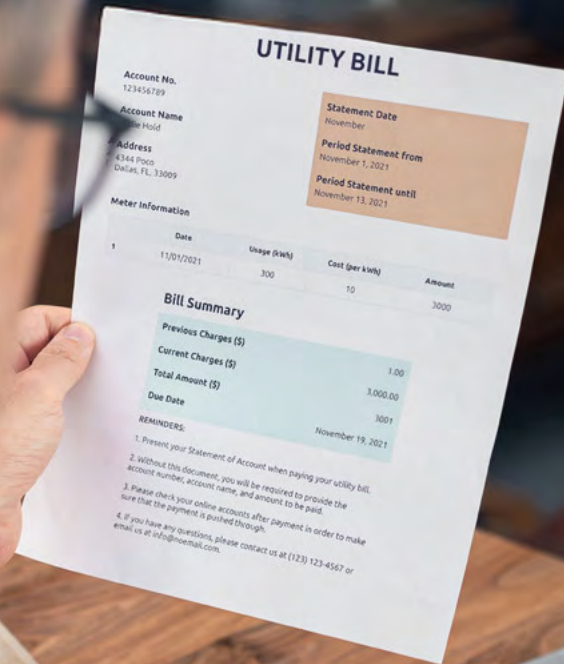 UTILITY BILL
Account No.
123456789
Account Name
Hold
Address
4344 Poco
Dallas, FL, 33009
Statement Date
November
Period Statement from
November 1, 2021
Period Statement until
November 13, 2021
Meter Information
Date Usage (kWh) Cost (per kWh) Amount
1 11/01/2021 300 10 3000
Bill Summary
Previous Charges ($) 1.00
Current Charges ($) 3,000.00
Total Amount ($) 3001
Due Date November 19, 2021
REMINDERS:
1. Present your Statement of Account when paying your utility bill.
2. Without this document, you will be required to provide the
account number, account name, and amount to be paid.
3. Please check your online accounts after payment in order to make
sure that the payment is pushed through.
4. If you have any questions, please contact us at (123) 123-4567 or
email us at info@noemail.com.